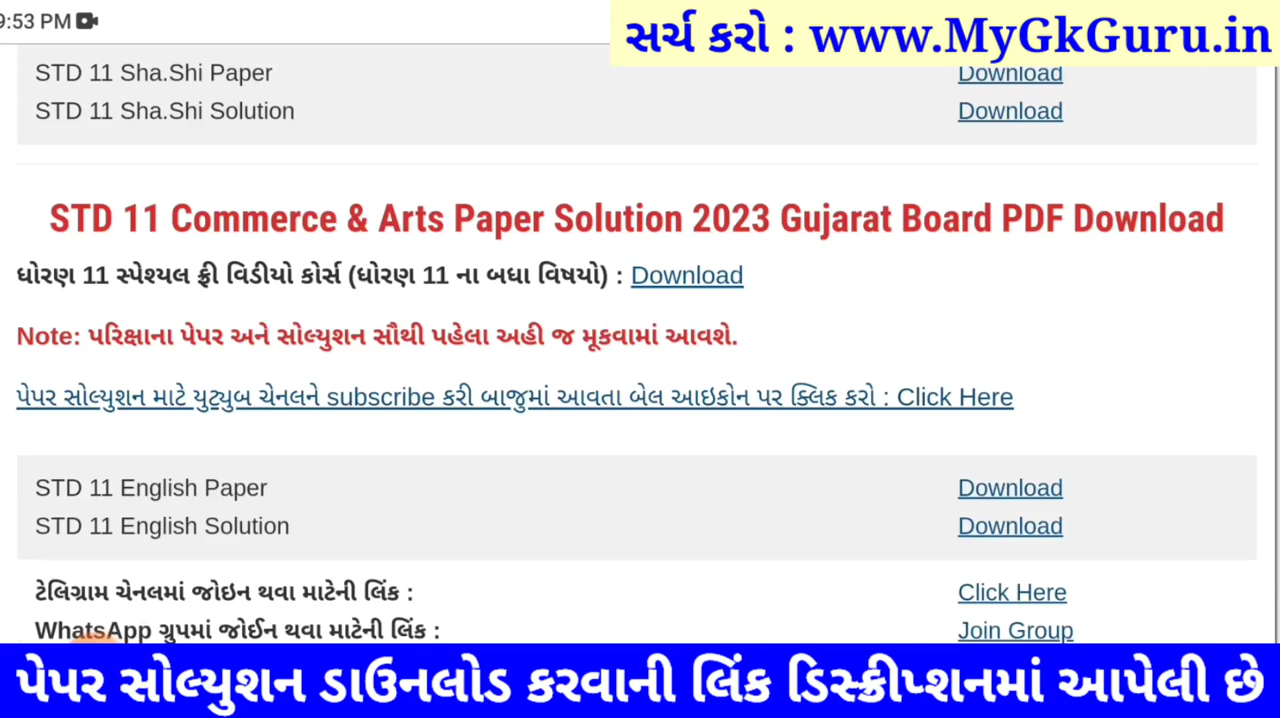 9:53 PM
સર્ચ કરો : www.MyGkGuru.in
STD 11 Sha.Shi Paper Download
STD 11 Sha.Shi Solution Download
STD 11 Commerce & Arts Paper Solution 2023 Gujarat Board PDF Download
ધોરણ 11 સ્પેશ્યલ ફ્રી વિડીયો કોર્સ (ધોરણ 11 ના બધા વિષયો) : Download
Note: પરિક્ષાના પેપર અને સોલ્યુશન સૌથી પહેલા અહી જ મૂકવામાં આવશે.
પેપર સોલ્યુશન માટે યુટ્યુબ ચેનલને subscribe કરી બાજુમાં આવતા બેલ આઇકોન પર ક્લિક કરો : Click Here
STD 11 English Paper Download
STD 11 English Solution Download
ટેલિગ્રામ ચેનલમાં જોઇન થવા માટેની લિંક : Click Here
WhatsApp ગ્રુપમાં જોઈન થવા માટેની લિંક : Join Group
પેપર સોલ્યુશન ડાઉનલોડ કરવાની લિંક ડિસ્ક્રીપ્શનમાં આપેલી છે